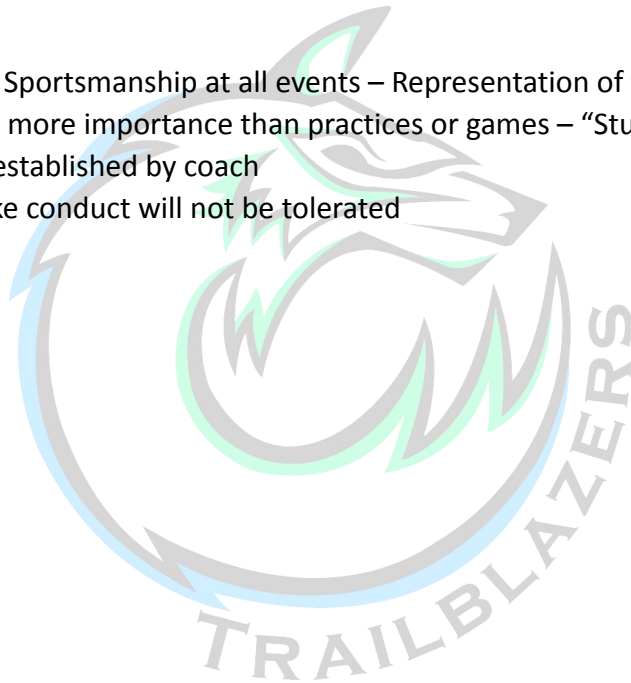 Sportsmanship at all events – Representation of
more importance than practices or games – “Stu
established by coach
ke conduct will not be tolerated
TRAILBLAZERS